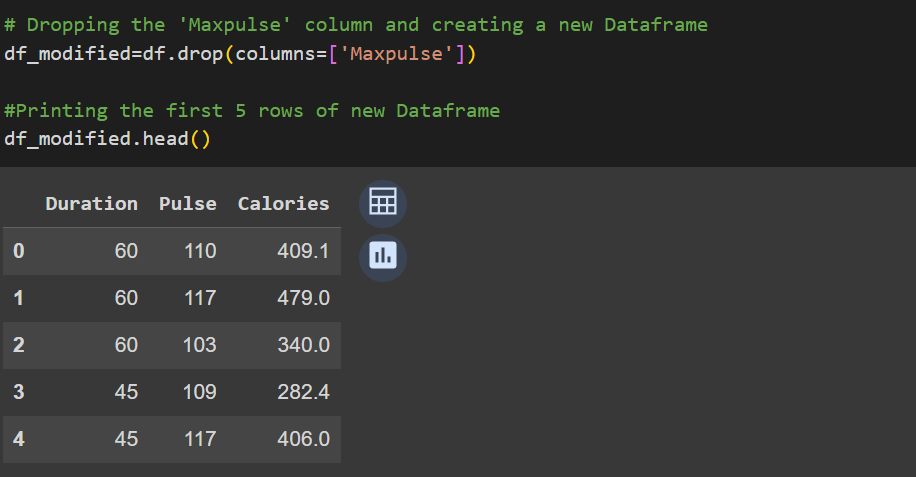 # Dropping the 'Maxpulse' column and creating a new Dataframe
df_modified=df.drop(columns=['Maxpulse'])
#Printing the first 5 rows of new Dataframe
df_modified.head()
Duration Pulse Calories
0 60 110 409.1
1 60 117 479.0
2 60 103 340.0
3 45 109 282.4
4 45 117 406.0